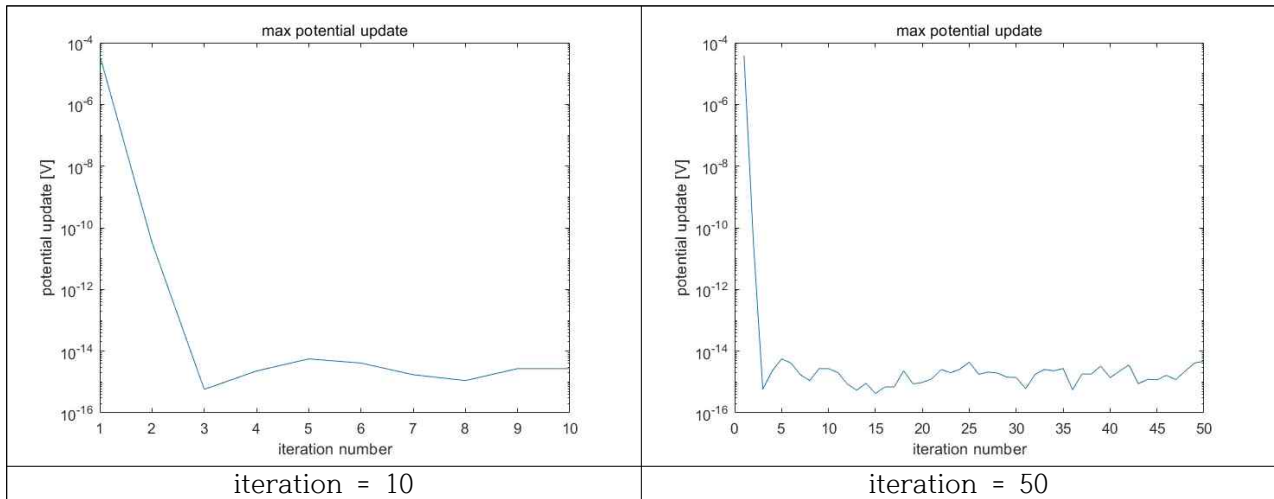 max potential update
10^-4
10^-6
10^-8
10^-10
10^-12
10^-14
10^-16
potential update [V]
1 2 3 4 5 6 7 8 9 10
iteration number
iteration = 10
max potential update
10^-4
10^-6
10^-8
10^-10
10^-12
10^-14
10^-16
potential update [V]
0 5 10 15 20 25 30 35 40 45 50
iteration number
iteration = 50